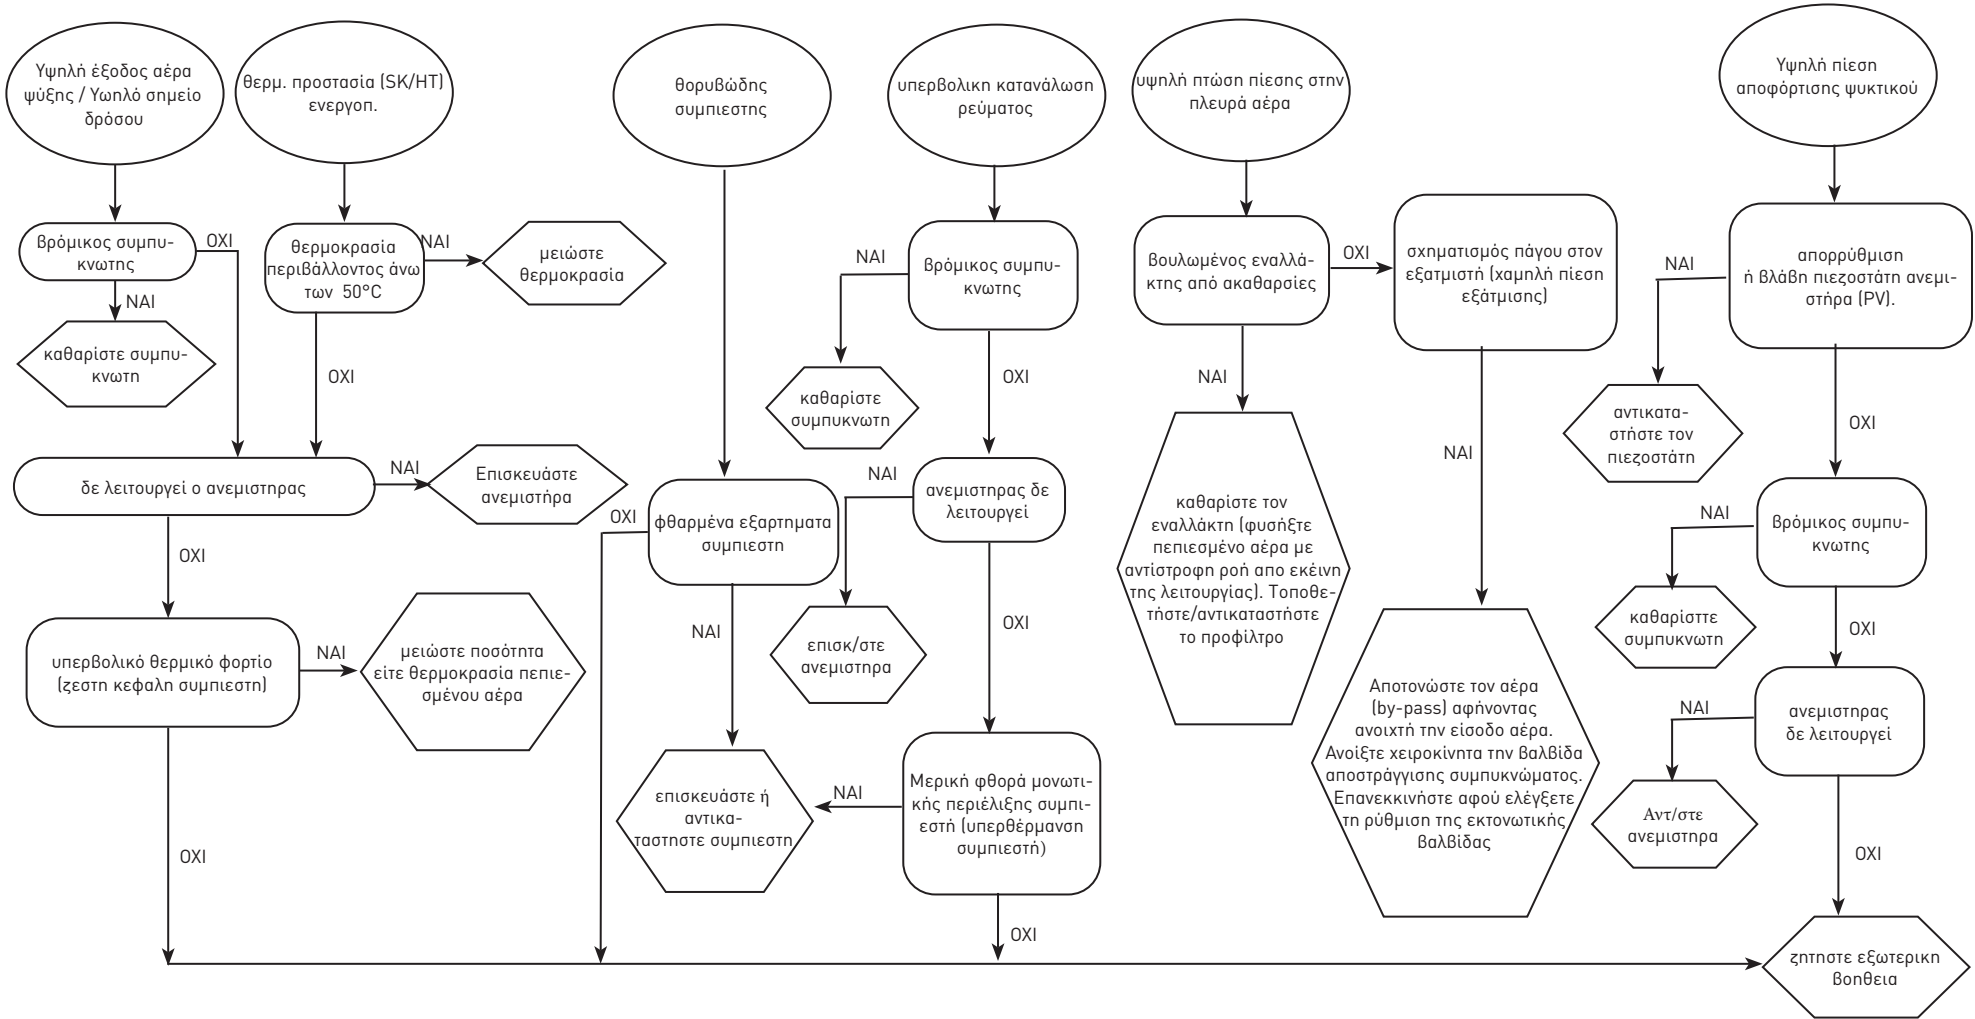 Υψηλή έξοδος αέρα
ψύξης / Υωηλό σημείο
δρόσου
βρόμικος συμπυ-
κνωτης
ΟΧΙ
ΝΑΙ
καθαρίστε συμπυ-
κνωτη
θερμ. προστασία (SK/HT)
ενεργοπ.
θερμοκρασία
περιβάλλοντος άνω
των 50°C
ΝΑΙ
μειώστε
θερμοκρασία
ΟΧΙ
δε λειτουργεί ο ανεμιστηρας
ΝΑΙ
Επισκευάστε
ανεμιστήρα
ΟΧΙ
υπερβολικό θερμικό φορτίο
(ζεστη κεφαλη συμπιεστη)
ΝΑΙ
μειώστε ποσότητα
είτε θερμοκρασία πεπιε-
σμένου αέρα
ΟΧΙ
θορυβώδης
συμπιεστης
φθαρμένα εξαρτηματα
συμπιεστη
ΟΧΙ
ΝΑΙ
επισκευάστε ή
αντικα-
ταστηστε συμπιεστη
υπερβολικη κατανάλωση
ρεύματος
βρόμικος συμπυ-
κνωτης
ΝΑΙ
καθαρίστε
συμπυκνωτη
ΟΧΙ
ανεμιστηρας δε
λειτουργεί
ΝΑΙ
επισκ/στε
ανεμιστηρα
ΟΧΙ
Μερική φθορά μονωτι-
κής περιέλιξης συμπι-
εστή (υπερθέρμανση
συμπιεστή)
ΝΑΙ
ΟΧΙ
υψηλή πτώση πίεσης στην
πλευρά αέρα
βουλωμένος εναλλά-
κτης από ακαθαρσίες
ΟΧΙ
ΝΑΙ
καθαρίστε τον
εναλλάκτη (φυσήξτε
πεπιεσμένο αέρα με
αντίστροφη ροή απο εκέινη
της λειτουργίας). Τοποθε-
τήστε/αντικαταστήστε
το προφίλτρο
σχηματισμός πάγου στον
εξατμιστή (χαμηλή πίεση
εξάτμισης)
ΝΑΙ
Αποτονώστε τον αέρα
(by-pass) αφήνοντας
ανοιχτή την είσοδο αέρα.
Ανοίξτε χειροκίνητα την βαλβίδα
αποστράγγισης συμπυκνώματος.
Επανεκκινήστε αφού ελέγξετε
τη ρύθμιση της εκτονωτικής
βαλβίδας
Υψηλή πίεση
αποφόρτισης ψυκτικού
απορρύθμιση
ή βλάβη πιεζοστάτη ανεμι-
στήρα (PV).
ΝΑΙ
αντικατα-
στήστε τον
πιεζοστάτη
ΟΧΙ
βρόμικος συμπυ-
κνωτης
ΝΑΙ
καθαρίσττε
συμπυκνωτη
ΟΧΙ
ανεμιστηρας
δε λειτουργεί
ΝΑΙ
Αντ/στε
ανεμιστηρα
ΟΧΙ
ζητηστε εξωτερικη
βοηθεια